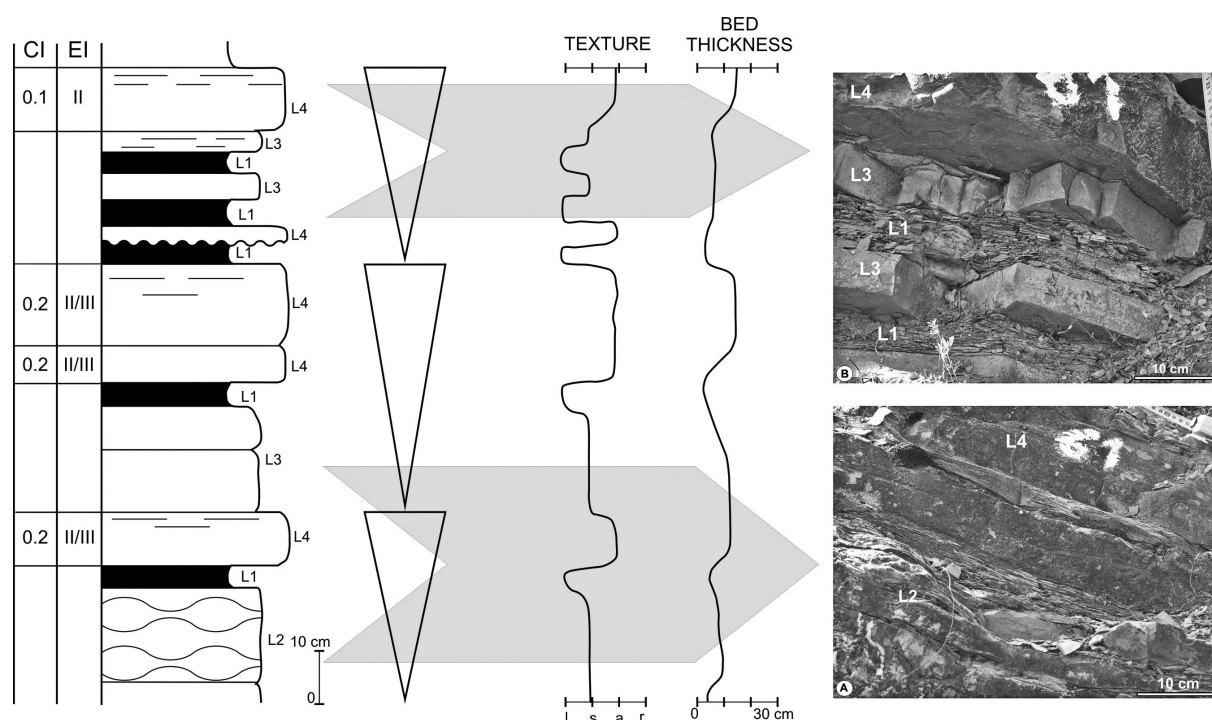 CI EI
TEXTURE
BED
THICKNESS
0.1 II
L4
L3
L1
L3
L1
L4
L1
0.2 II/III
L4
0.2 II/III
L4
L1
L3
0.2 II/III
L4
L1
L2
10 cm
0
l s a r
0 30 cm
L4
L3
L1
L3
L1
B
10 cm
L4
G1
L2
A
10 cm